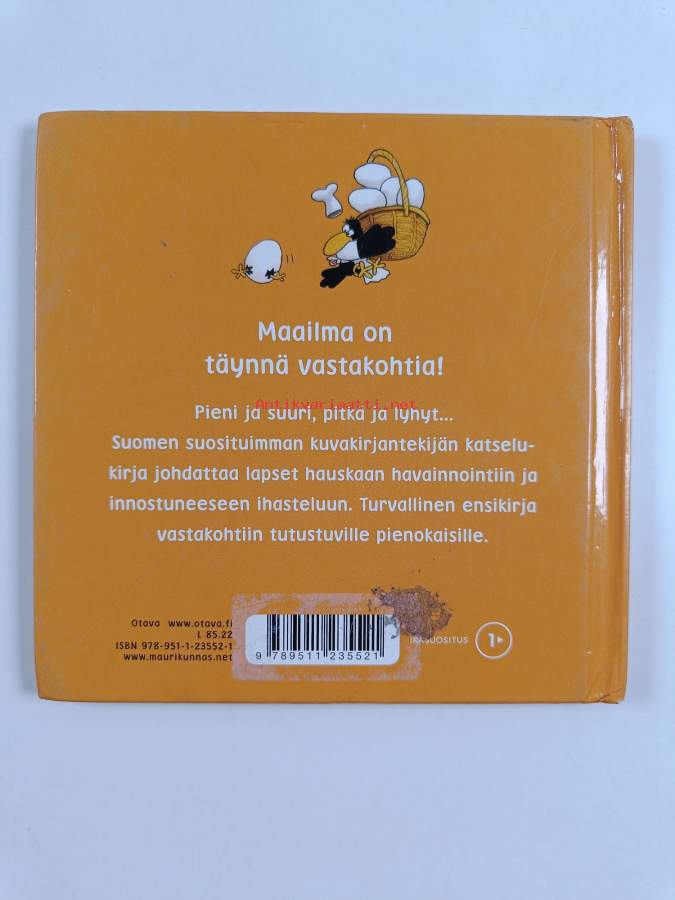 Maailma on
täynnä vastakohtia!
Antikvariaatti.net
Pieni ja suuri, pitkä ja lyhyt...
Suomen suosituimman kuvakirjantekijän katselu-
kirja johdattaa lapset hauskaan havainnointiin ja
innostuneeseen ihasteluun. Turvallinen ensikirja
vastakohtiin tutustuville pienokaisille.
Otava www.otava.fi
L 85.22
ISBN 978-951-1-23552-1
www.maurikunnas.net
9 789511 235521
IKÄSUOSITUS
1